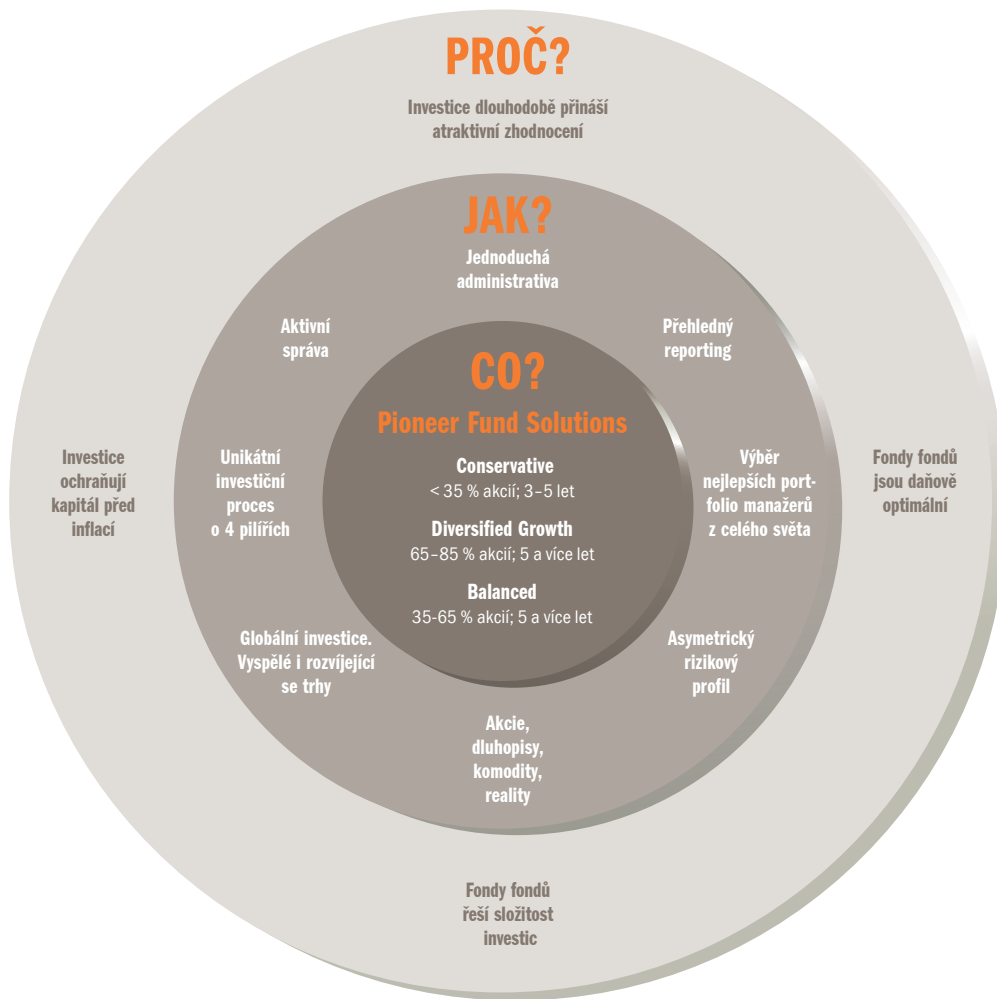 PROČ?
Investice dlouhodobě přináší
atraktivní zhodnocení
JAK?
Jednoduchá
administrativa
Aktivní
správa
Přehledný
reporting
CO?
Pioneer Fund Solutions
Conservative
< 35 % akcií; 3–5 let
Diversified Growth
65–85 % akcií; 5 a více let
Balanced
35-65 % akcií; 5 a více let
Investice
ochraňují
kapitál před
inflací
Unikátní
investiční
proces
o 4 pilířích
Výběr
nejlepších port-
folio manažerů
z celého světa
Fondy fondů
jsou daňově
optimální
Globální investice.
Vyspělé i rozvíjející
se trhy
Asymetrický
rizikový
profil
Akcie,
dluhopisy,
komodity,
reality
Fondy fondů
řeší složitost
investic